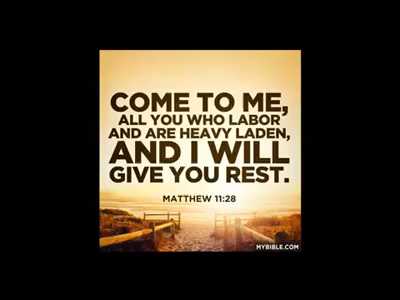 COME TO ME,
ALL YOU WHO LABOR
AND ARE HEAVY LADEN,
AND I WILL
GIVE YOU REST.
MATTHEW 11:28
MYBIBLE.COM